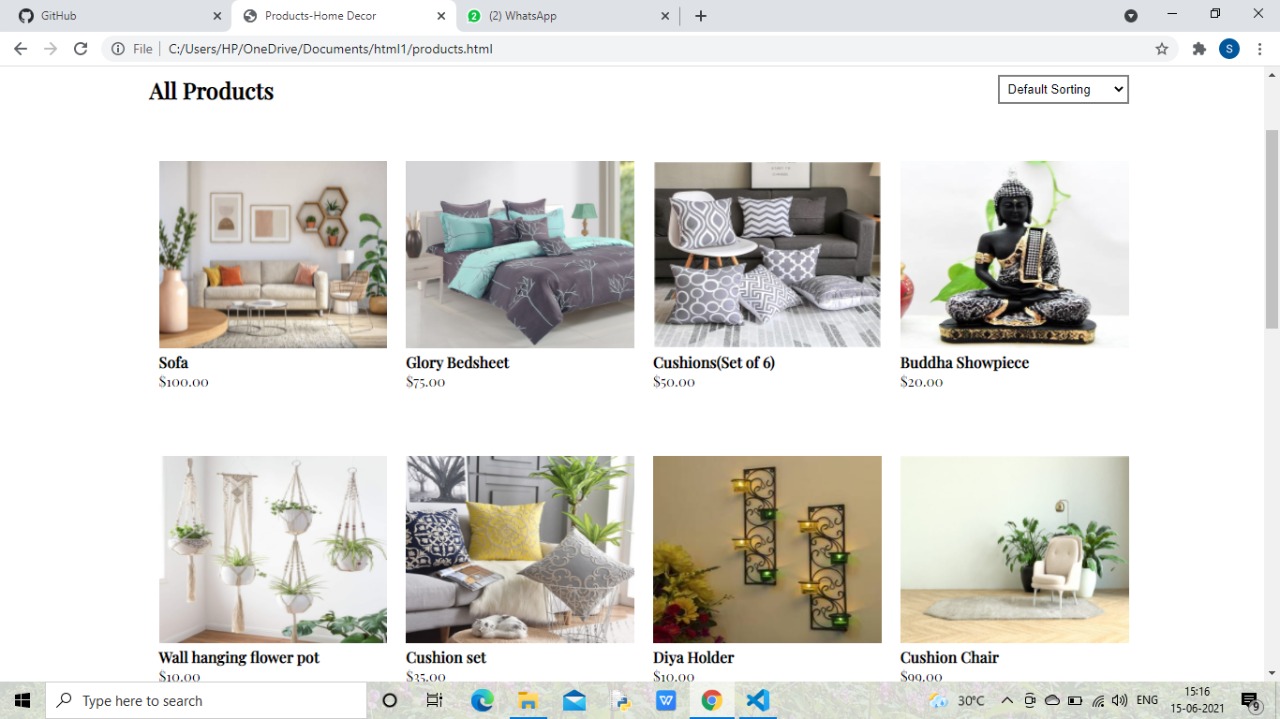 GitHub
Products-Home Decor
(2) WhatsApp
File
C:/Users/HP/OneDrive/Documents/html1/products.html
S
All Products
Default Sorting
Sofa
$100.00
Glory Bedsheet
$75.00
Cushions(Set of 6)
$50.00
Buddha Showpiece
$20.00
Wall hanging flower pot
$10.00
Cushion set
$35.00
Diya Holder
$10.00
Cushion Chair
$99.00
Type here to search
30°C
ENG
15:16
15-06-2021
9